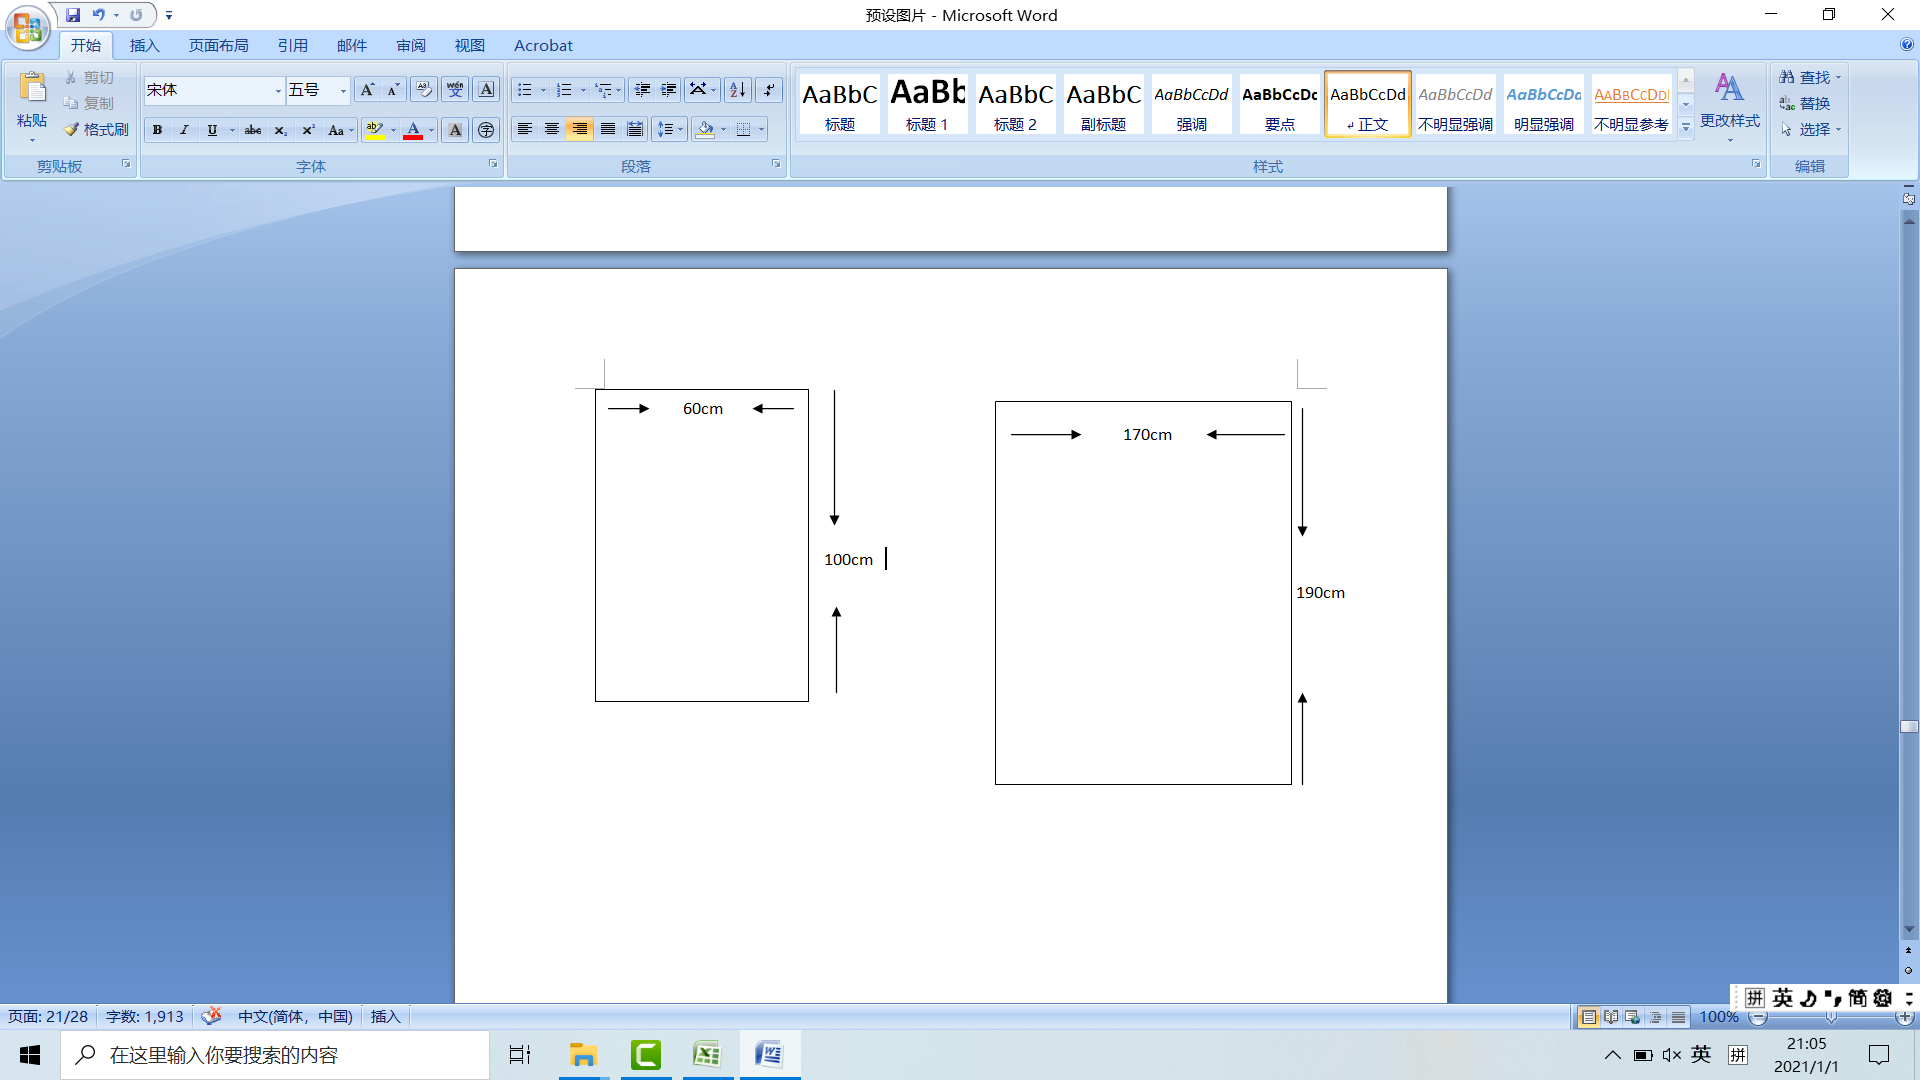 预设图片 - Microsoft Word
开始 插入 页面布局 引用 邮件 审阅 视图 Acrobat
粘贴 剪切
复制
格式刷
剪贴板
宋体 五号
字体
段落
AaBbC 标题
AaBb 标题 1
AaBbC 标题 2
AaBbC 副标题
AaBbCcDd 强调
AaBbCcDc 要点
AaBbCcDd 正文
AaBbCcDd 不明显强调
AaBbCcDa 明显强调
AaBbCcDd 不明显参考
更改样式
样式
查找
替换
选择
编辑
60cm
100cm
170cm
190cm
拼 英 简
页面: 21/28 字数: 1,913 中文(简体，中国) 插入 100%
在这里输入你要搜索的内容
英 拼
21:05
2021/1/1